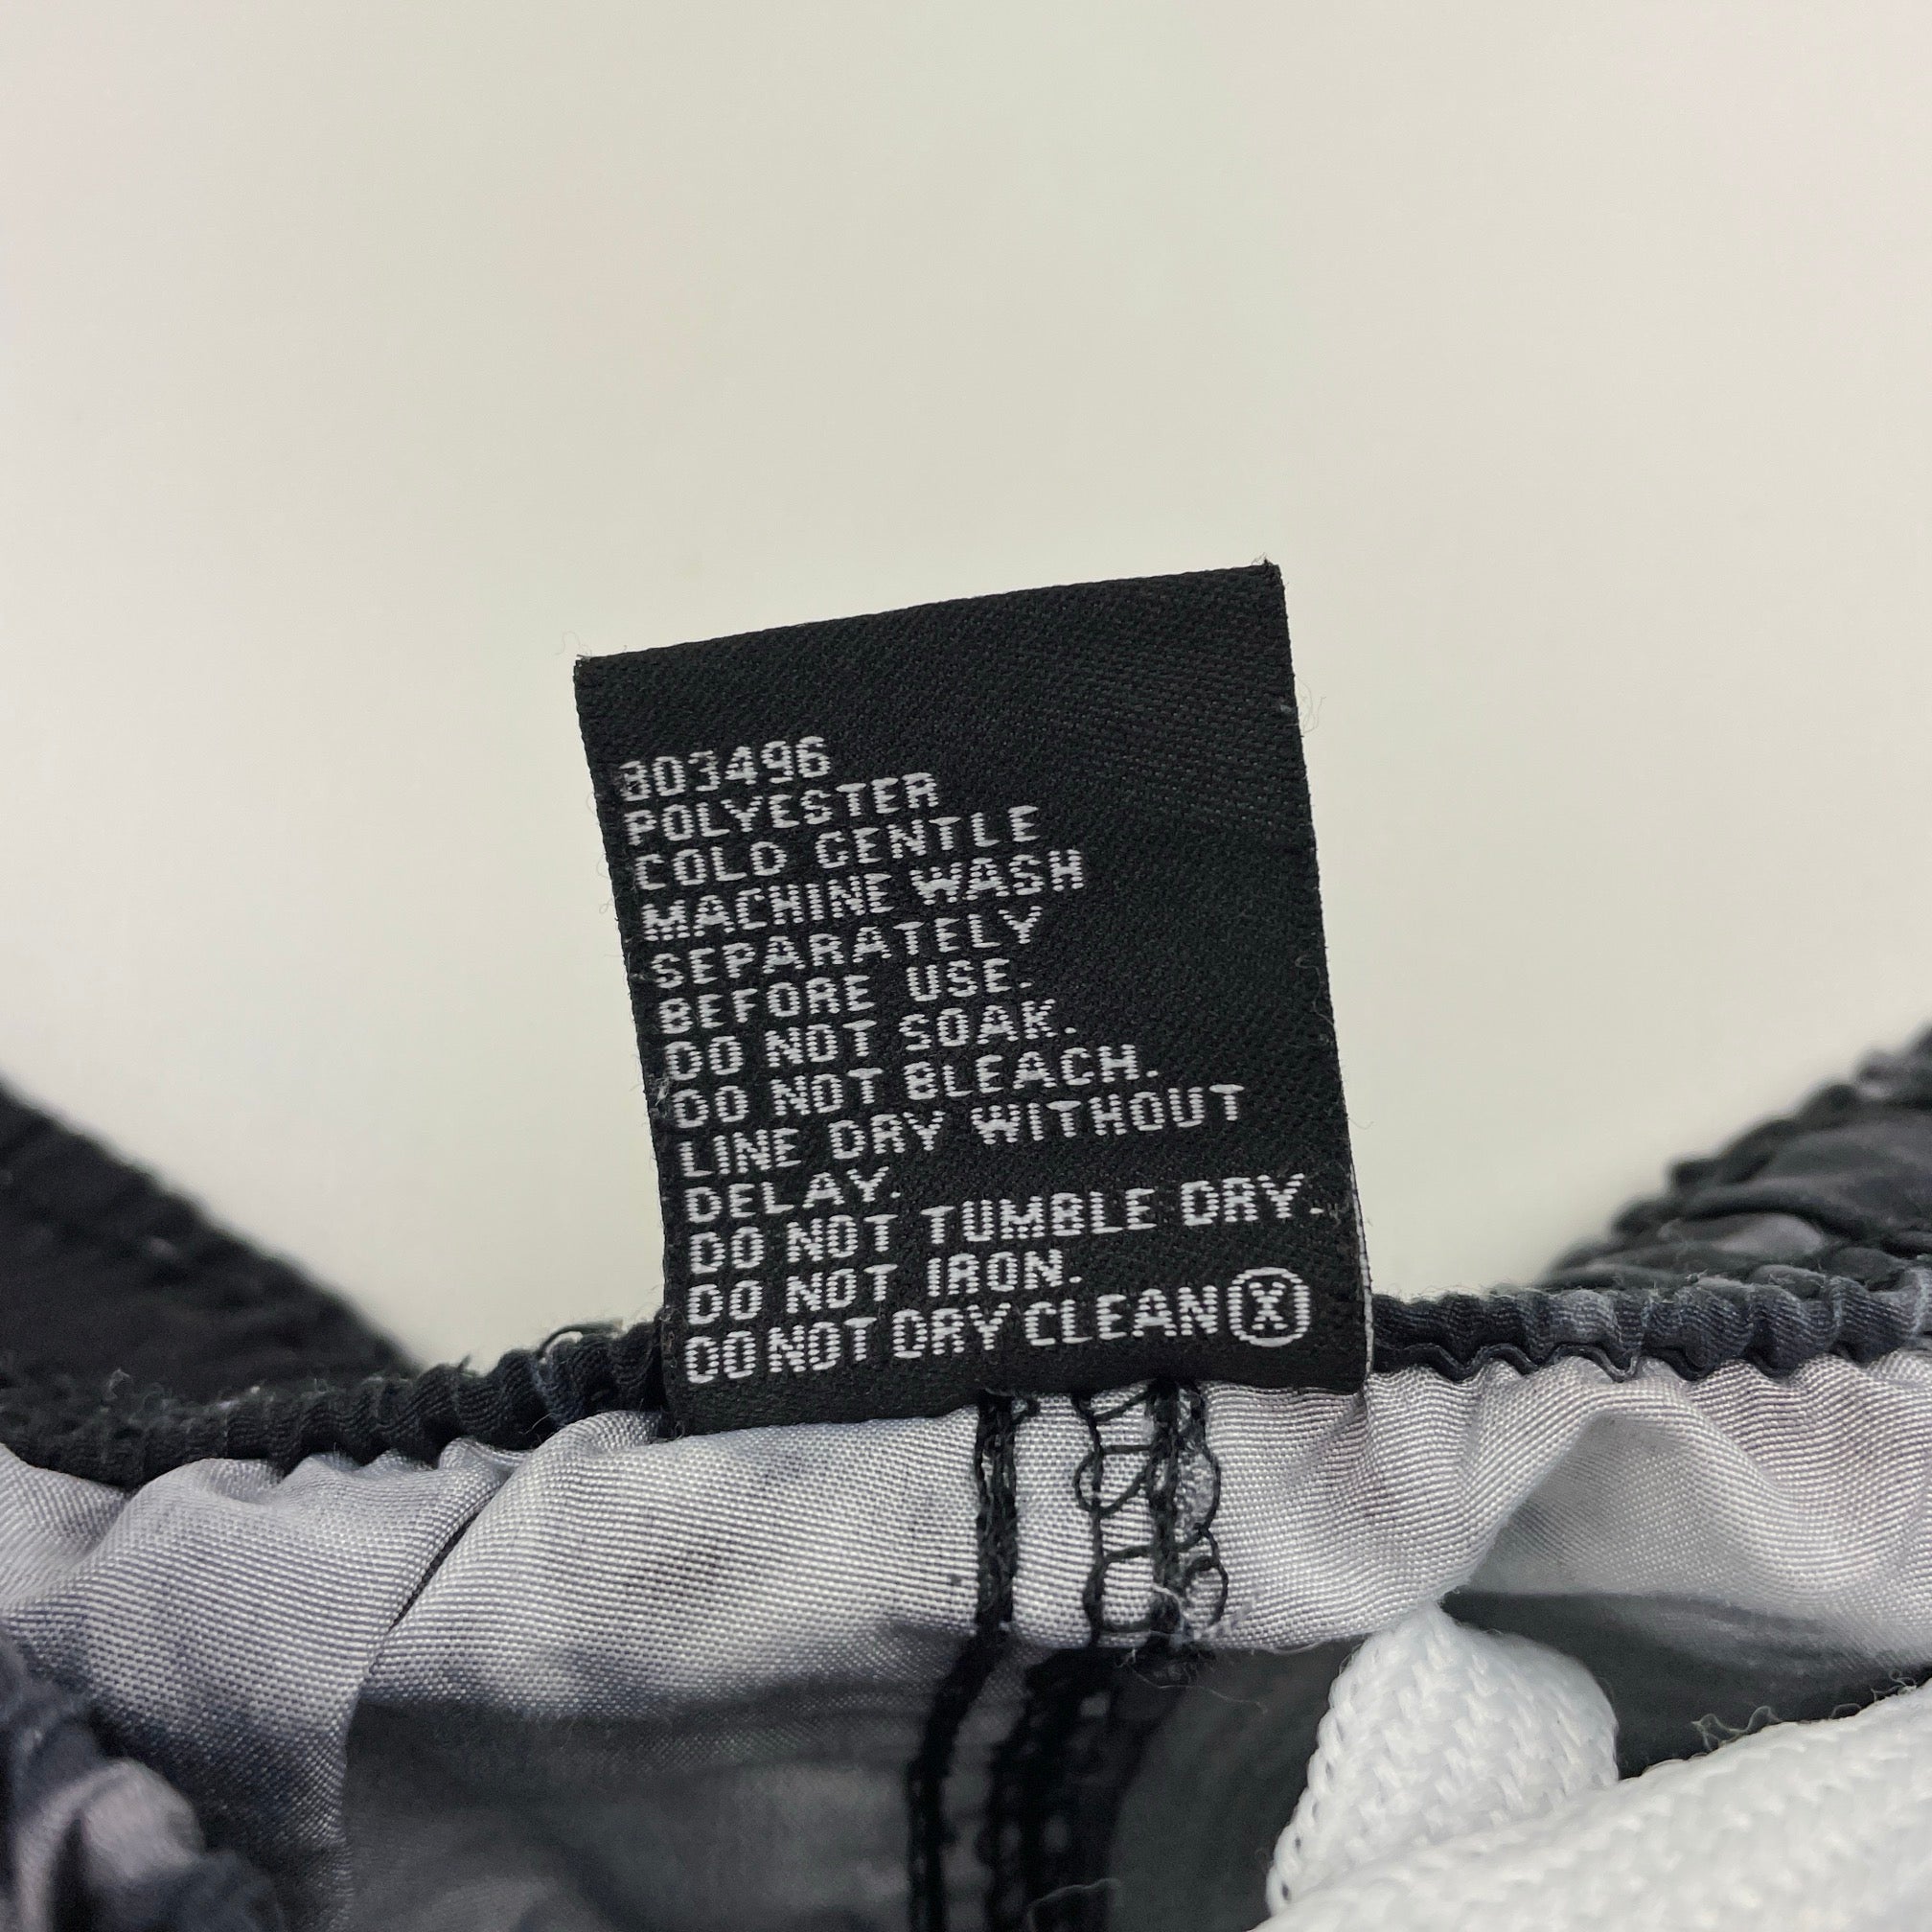 803496
POLYESTER
COLD GENTLE
MACHINE WASH
SEPARATELY
BEFORE USE.
DO NOT SOAK.
DO NOT BLEACH.
LINE DRY WITHOUT
DELAY.
DO NOT TUMBLE DRY.
DO NOT IRON.
DO NOT DRY CLEAN Ⓧ